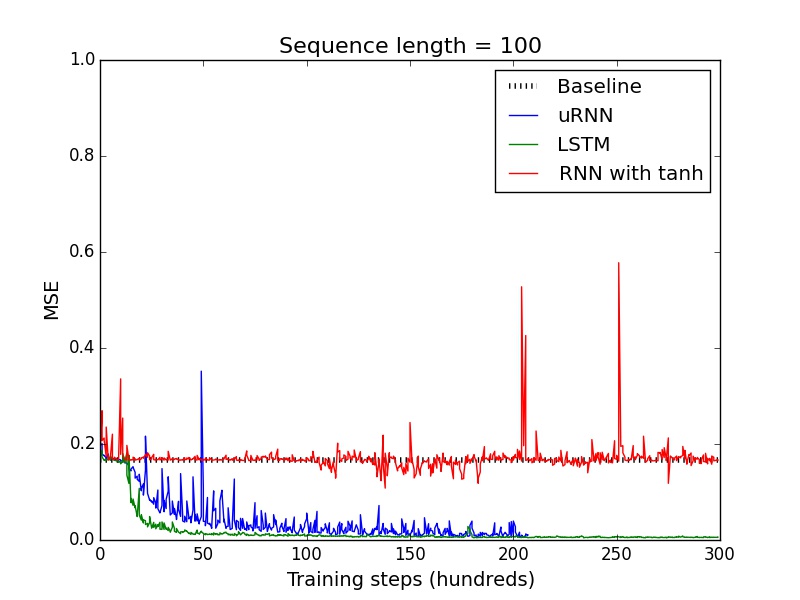 Sequence length = 100
1.0
0.8
0.6
0.4
0.2
0.0
MSE
Baseline
uRNN
LSTM
RNN with tanh
0 50 100 150 200 250 300
Training steps (hundreds)